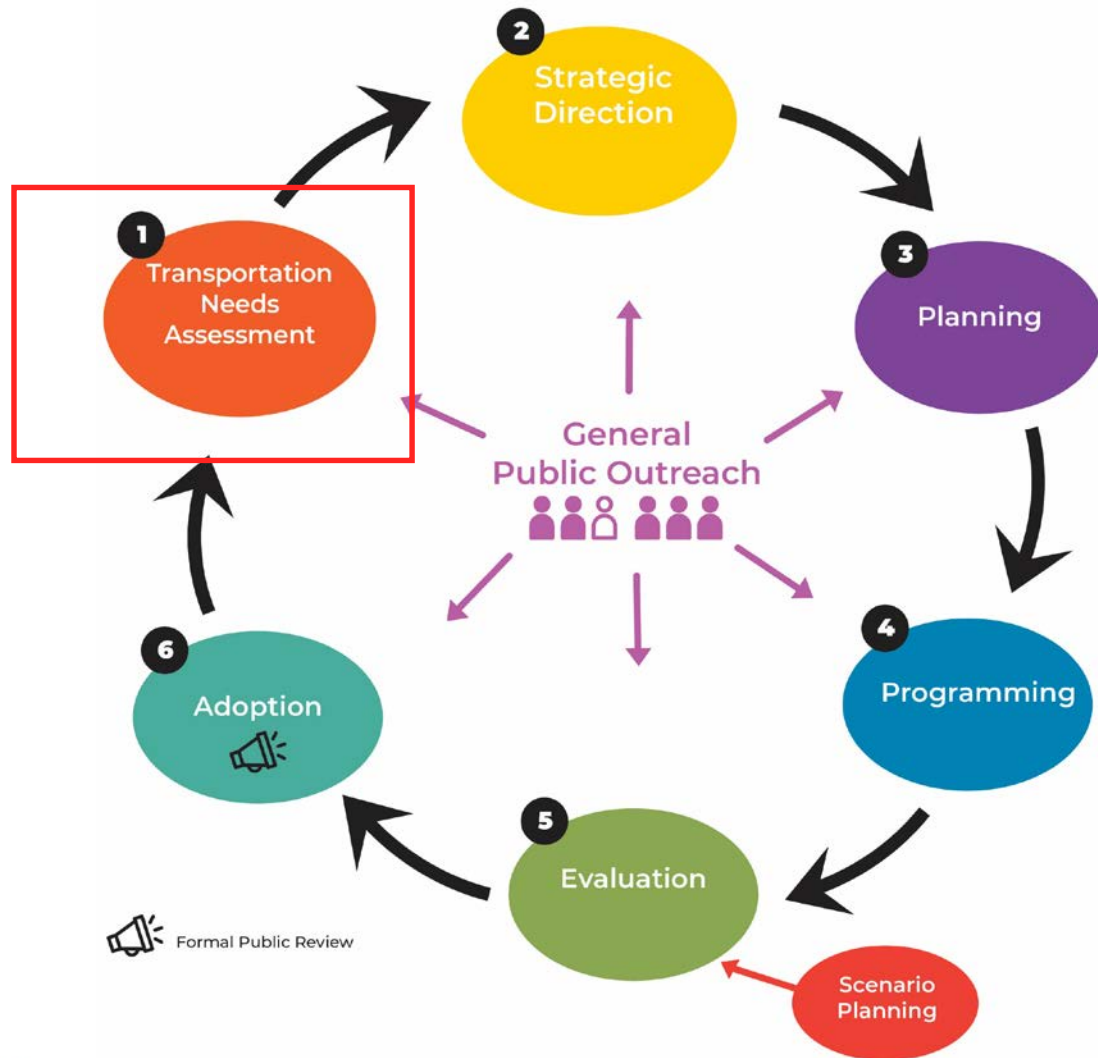 2
Strategic
Direction
1
Transportation
Needs
Assessment
3
Planning
General
Public Outreach
4
Programming
6
Adoption
5
Evaluation
Formal Public Review
Scenario
Planning